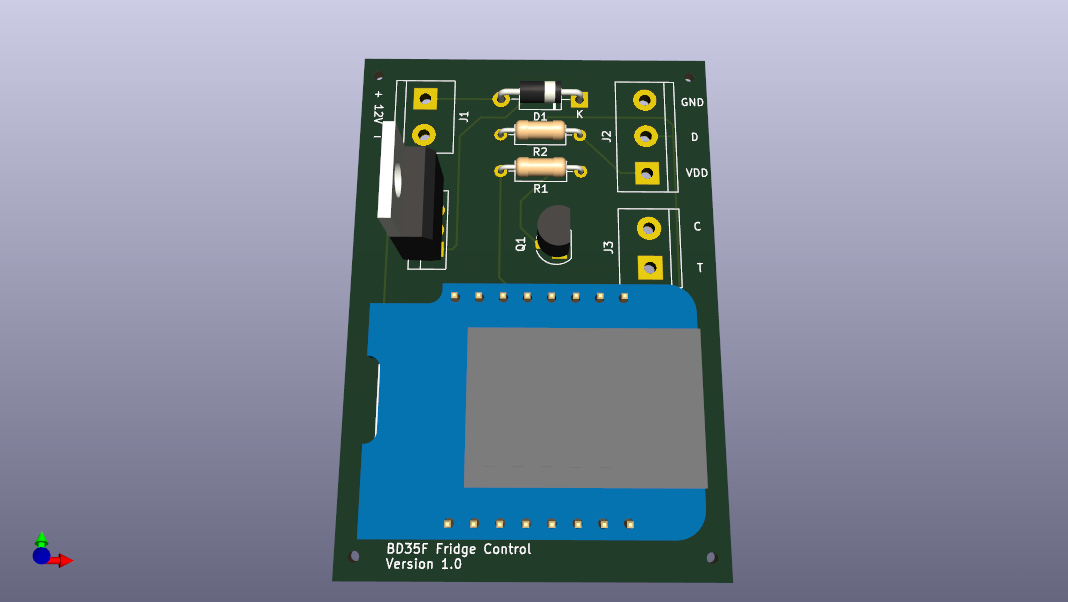 + 12V -
J1
D1
K
R2
R1
J2
GND
D
VDD
Q1
J3
C
T
BD35F Fridge Control
Version 1.0